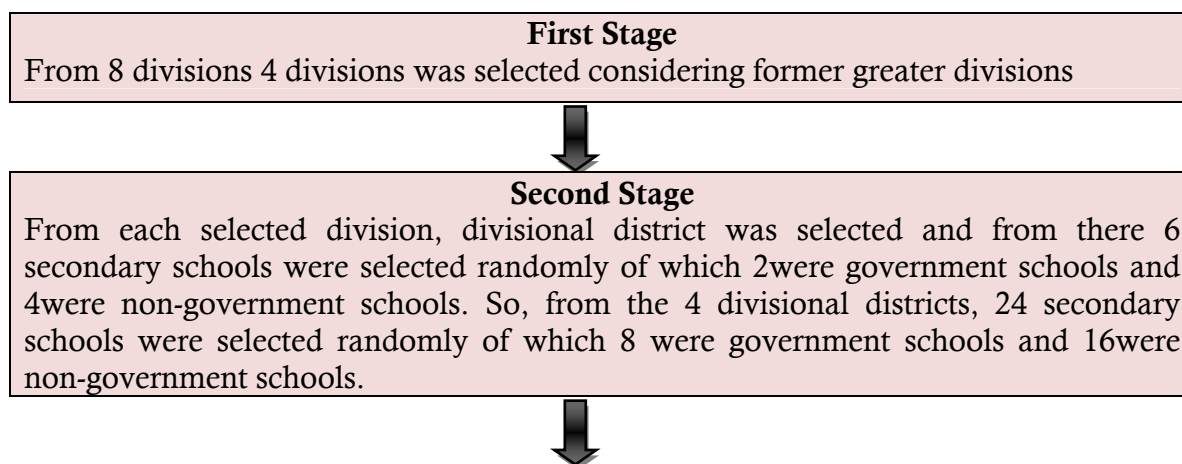 First Stage
From 8 divisions 4 divisions was selected considering former greater divisions
Second Stage
From each selected division, divisional district was selected and from there 6
secondary schools were selected randomly of which 2were government schools and
4were non-government schools. So, from the 4 divisional districts, 24 secondary
schools were selected randomly of which 8 were government schools and 16were
non-government schools.